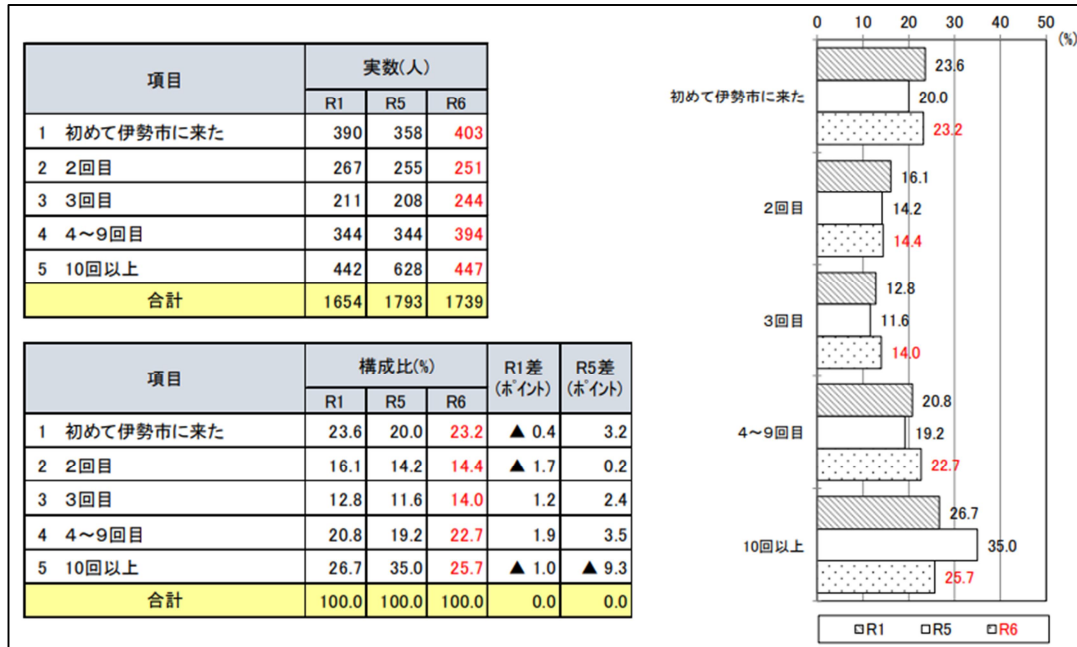 項目 実数(人)
R1 R5 R6
1 初めて伊勢市に来た 390 358 403
2 2回目 267 255 251
3 3回目 211 208 244
4 4～9回目 344 344 394
5 10回以上 442 628 447
合計 1654 1793 1739
項目 構成比(%) R1差(ﾎﾟｲﾝﾄ) R5差(ﾎﾟｲﾝﾄ)
R1 R5 R6
1 初めて伊勢市に来た 23.6 20.0 23.2 ▲ 0.4 3.2
2 2回目 16.1 14.2 14.4 ▲ 1.7 0.2
3 3回目 12.8 11.6 14.0 1.2 2.4
4 4～9回目 20.8 19.2 22.7 1.9 3.5
5 10回以上 26.7 35.0 25.7 ▲ 1.0 ▲ 9.3
合計 100.0 100.0 100.0 0.0 0.0
0 10 20 30 40 50
(%)
23.6
初めて伊勢市に来た 20.0
23.2
16.1
2回目 14.2
14.4
12.8
3回目 11.6
14.0
20.8
4～9回目 19.2
22.7
26.7
10回以上 35.0
25.7
R1 R5 R6